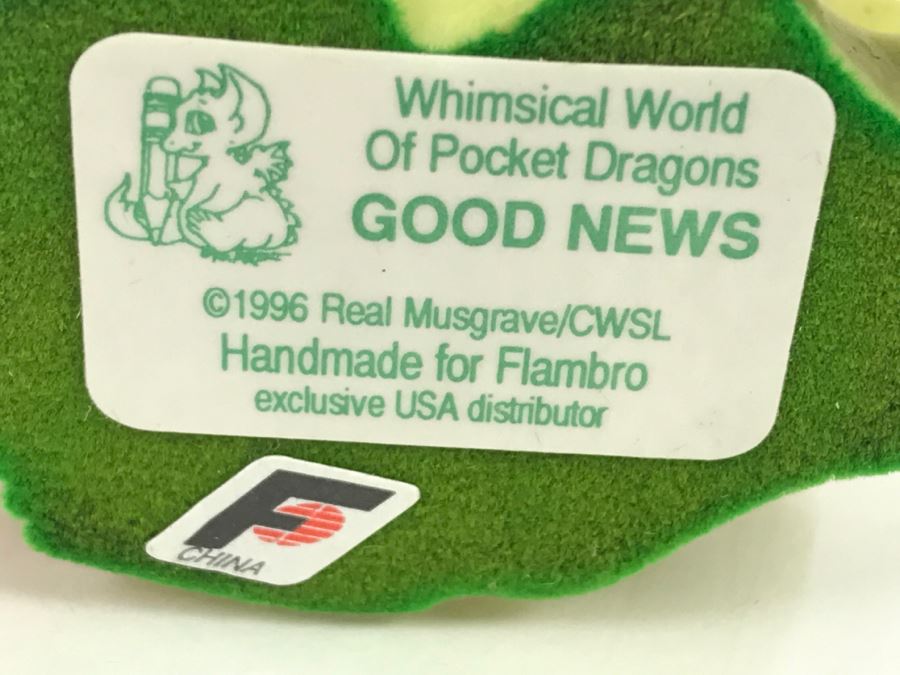 Whimsical World
Of Pocket Dragons
GOOD NEWS
©1996 Real Musgrave/CWSL
Handmade for Flambro
exclusive USA distributor
F
CHINA